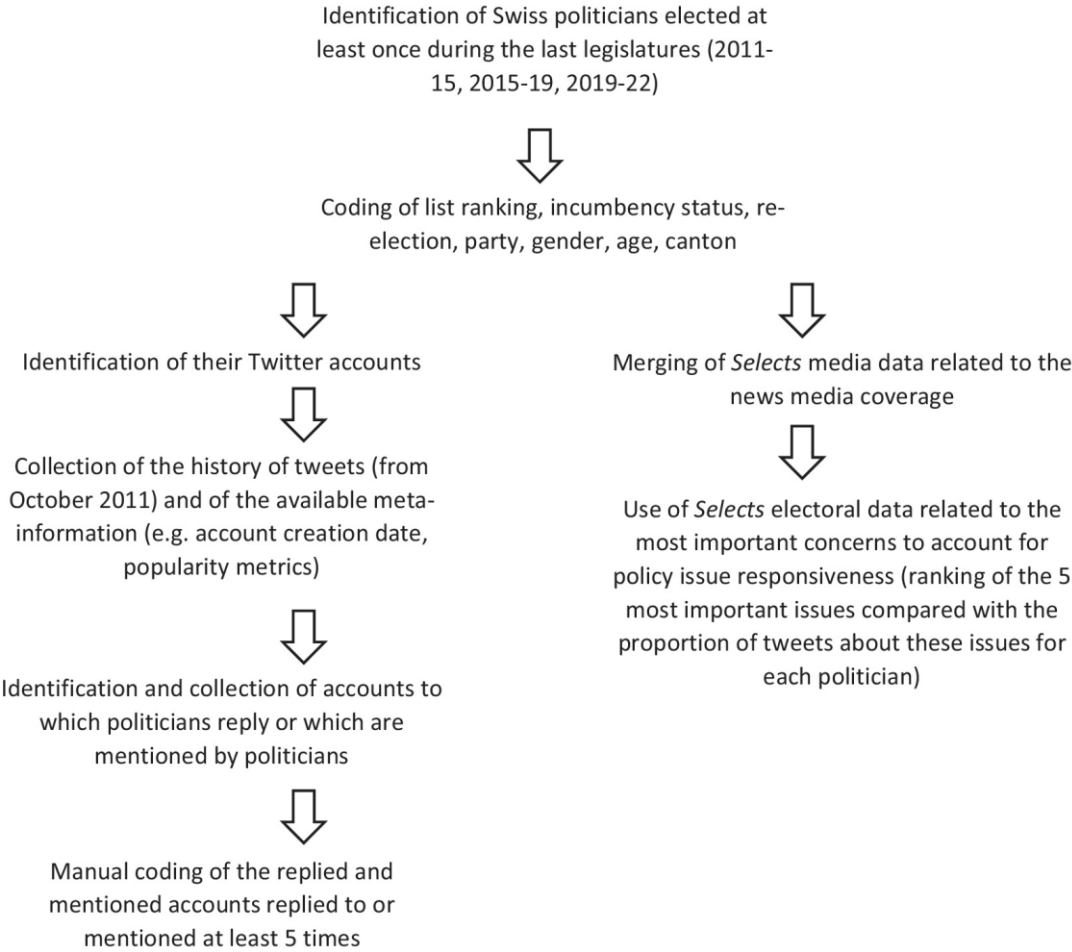 Identification of Swiss politicians elected at
least once during the last legislatures (2011-
15, 2015-19, 2019-22)
Coding of list ranking, incumbency status, re-
election, party, gender, age, canton
Identification of their Twitter accounts
Collection of the history of tweets (from
October 2011) and of the available meta-
information (e.g. account creation date,
popularity metrics)
Identification and collection of accounts to
which politicians reply or which are
mentioned by politicians
Manual coding of the replied and
mentioned accounts replied to or
mentioned at least 5 times
Merging of Selects media data related to the
news media coverage
Use of Selects electoral data related to the
most important concerns to account for
policy issue responsiveness (ranking of the 5
most important issues compared with the
proportion of tweets about these issues for
each politician)